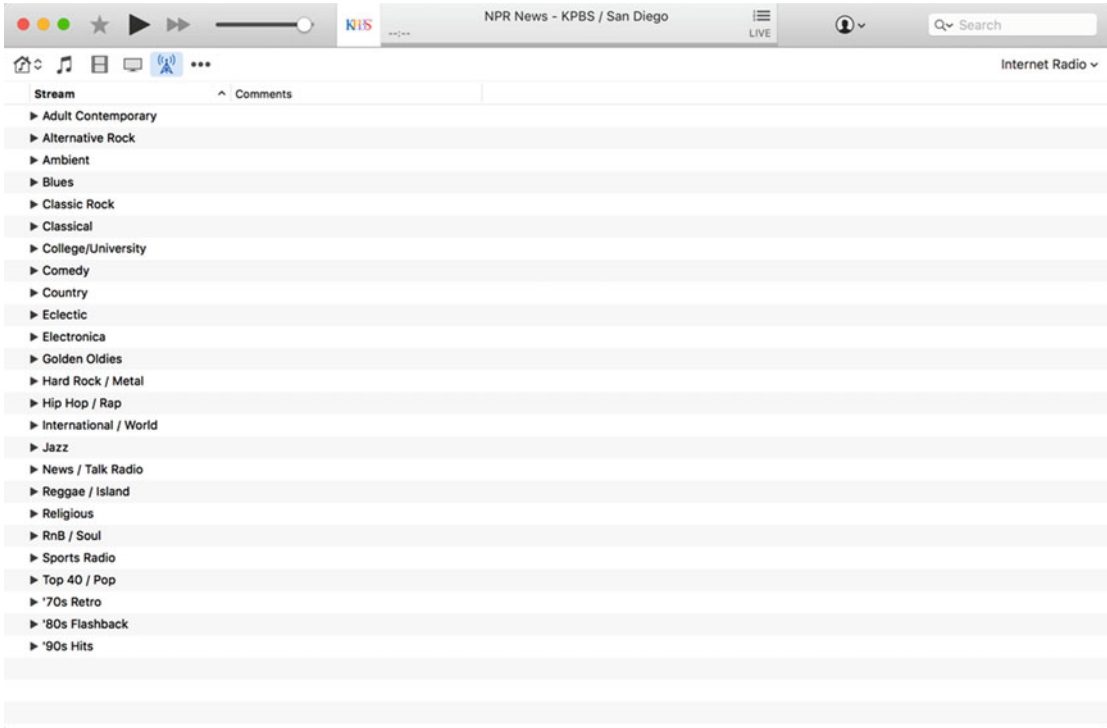 NPR News - KPBS / San Diego
KPBS
--:--
LIVE
Search
Internet Radio
Stream
Comments
Adult Contemporary
Alternative Rock
Ambient
Blues
Classic Rock
Classical
College/University
Comedy
Country
Eclectic
Electronica
Golden Oldies
Hard Rock / Metal
Hip Hop / Rap
International / World
Jazz
News / Talk Radio
Reggae / Island
Religious
RnB / Soul
Sports Radio
Top 40 / Pop
'70s Retro
'80s Flashback
'90s Hits